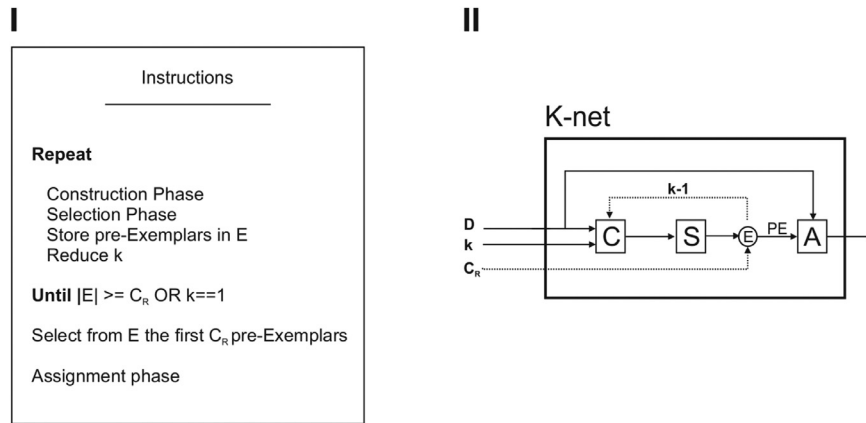 I
Instructions
Repeat
Construction Phase
Selection Phase
Store pre-Exemplars in E
Reduce k
Until |E| >= C_R OR k==1
Select from E the first C_R pre-Exemplars
Assignment phase
II
K-net
k-1
D
k
C_R
C
S
E
PE
A